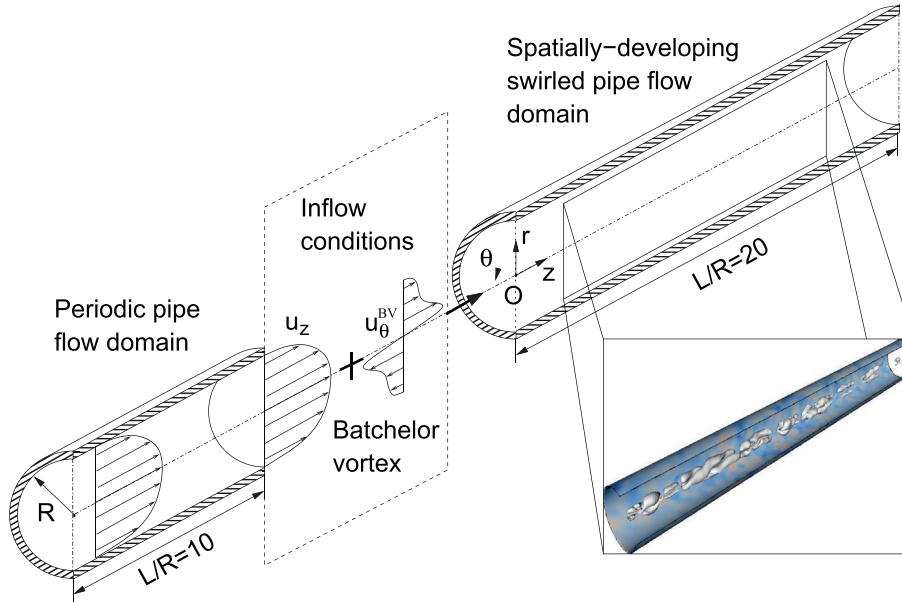 Spatially−developing
swirled pipe flow
domain
Inflow
conditions
r
θ
z
O
L/R=20
Periodic pipe
flow domain
u_z
u_θ^BV
Batchelor
vortex
R
L/R=10